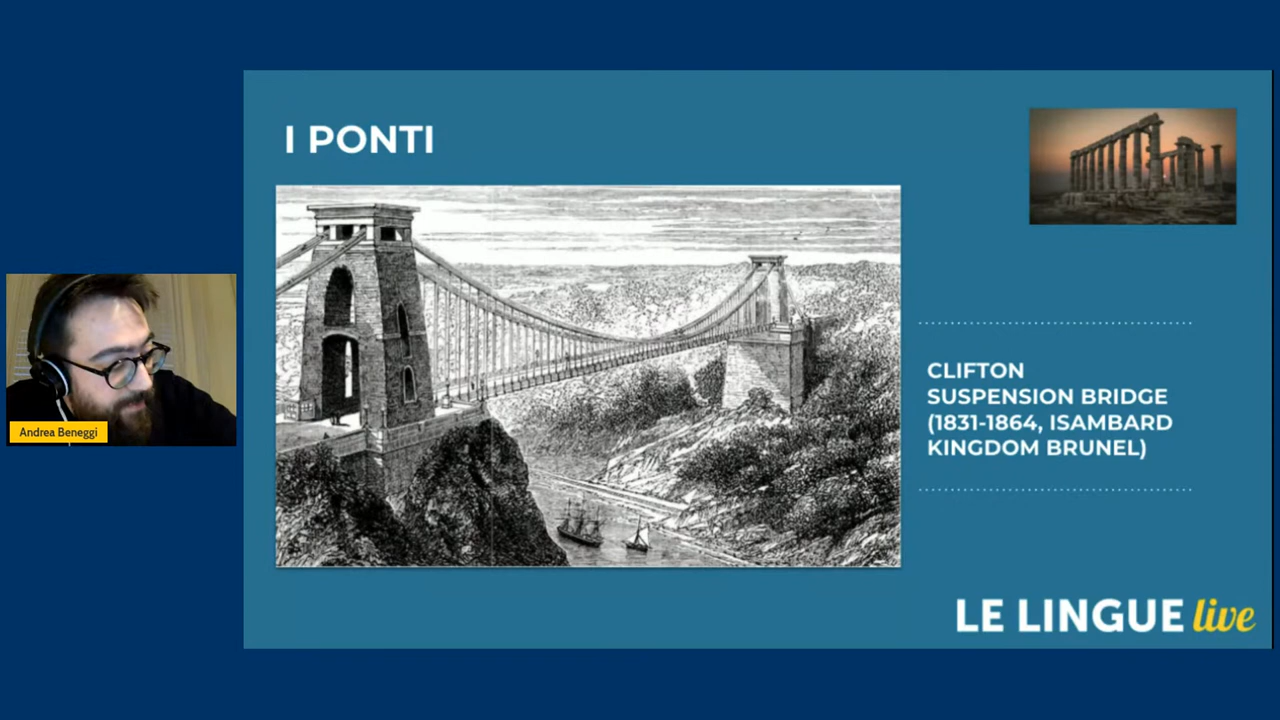 I PONTI
CLIFTON
SUSPENSION BRIDGE
(1831-1864, ISAMBARD
KINGDOM BRUNEL)
Andrea Beneggi
LE LINGUE live